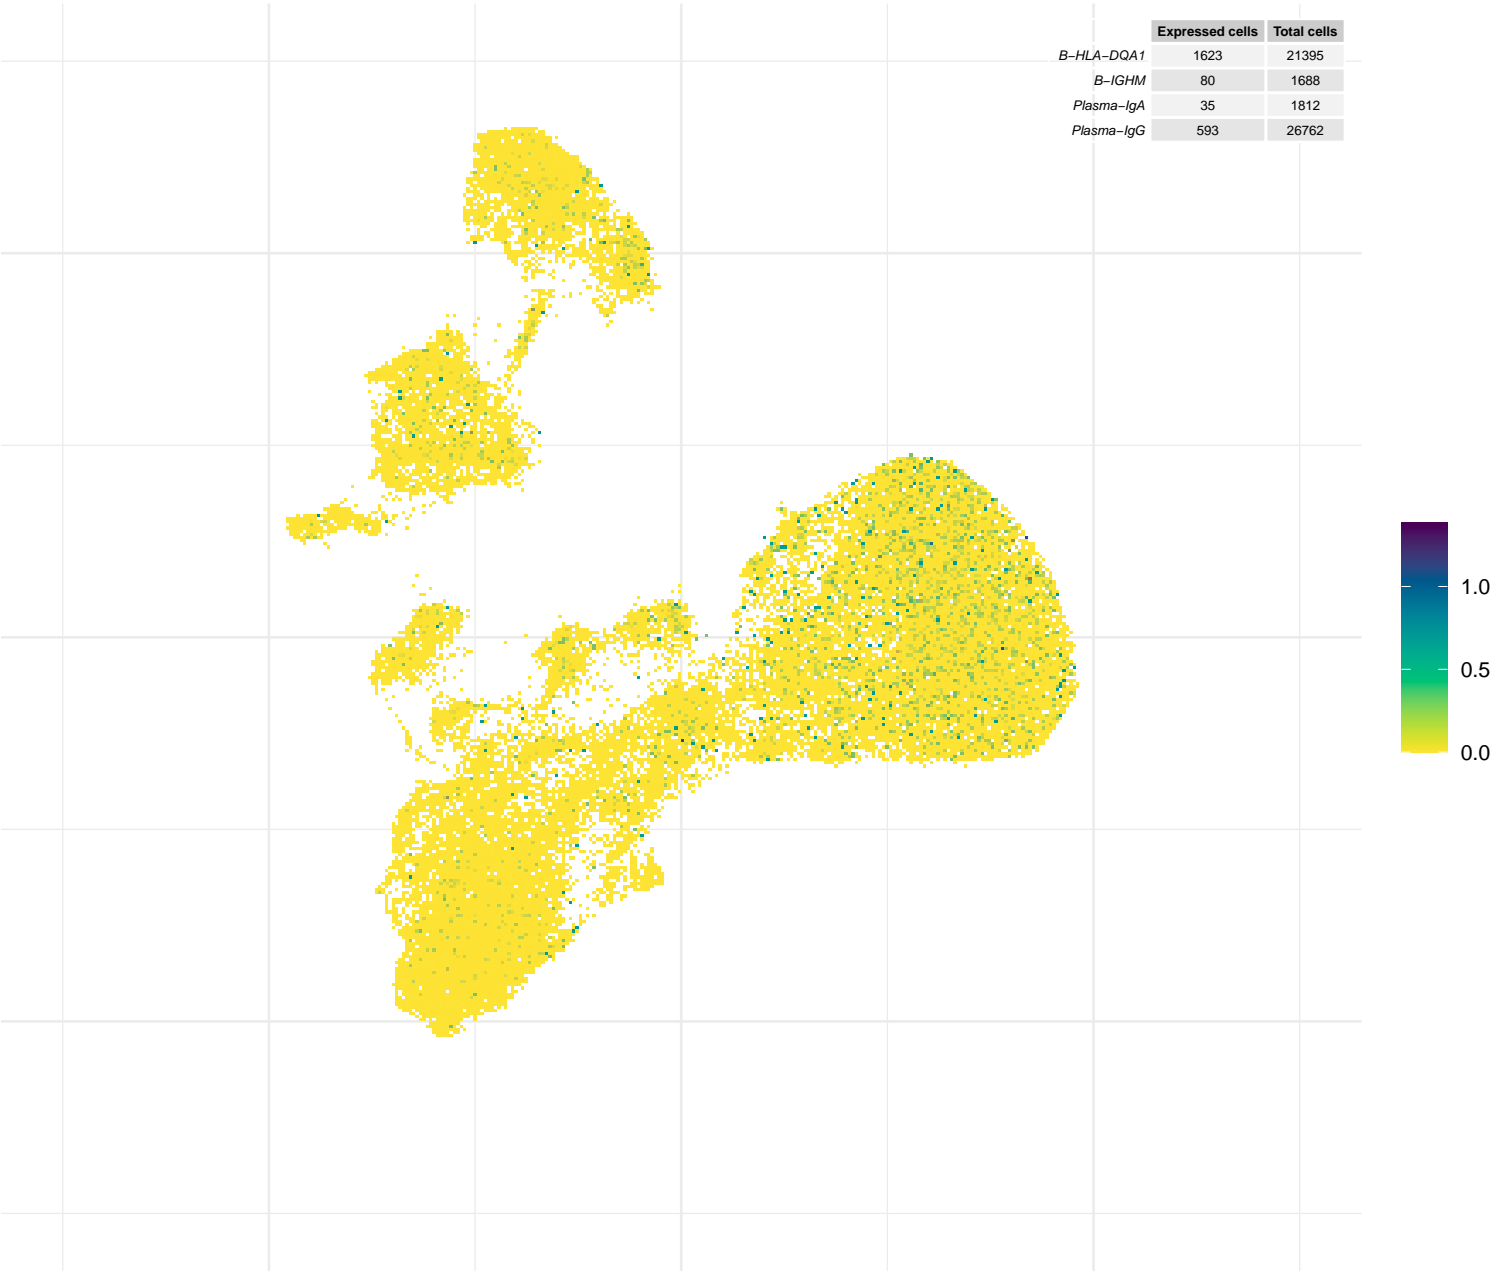 Expressed cells Total cells
B−HLA−DQA1 1623 21395
B−IGHM 80 1688
Plasma−IgA 35 1812
Plasma−IgG 593 26762
1.0
0.5
0.0